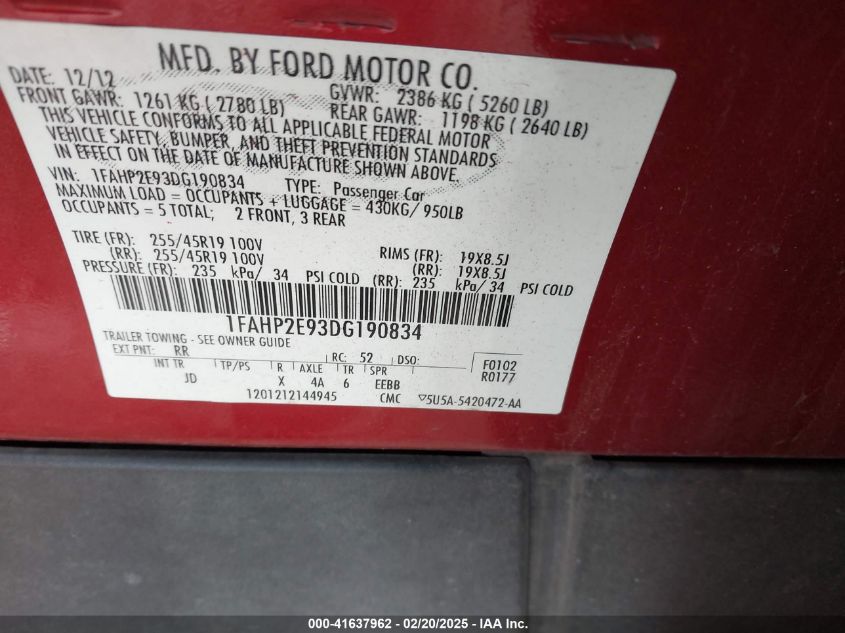 MFD. BY FORD MOTOR CO.
DATE: 12/12 GVWR: 2386 KG ( 5260 LB)
FRONT GAWR: 1261 KG ( 2780 LB) REAR GAWR: 1198 KG ( 2640 LB)
THIS VEHICLE CONFORMS TO ALL APPLICABLE FEDERAL MOTOR
VEHICLE SAFETY, BUMPER, AND THEFT PREVENTION STANDARDS
IN EFFECT ON THE DATE OF MANUFACTURE SHOWN ABOVE.
VIN: 1FAHP2E93DG190834 TYPE: Passenger Car
MAXIMUM LOAD = OCCUPANTS + LUGGAGE = 430KG/ 950LB
OCCUPANTS = 5 TOTAL; 2 FRONT, 3 REAR
TIRE (FR): 255/45R19 100V RIMS (FR): 19X8.5J
(RR): 255/45R19 100V (RR): 19X8.5J
PRESSURE (FR): 235 kPa/ 34 PSI COLD (RR): 235 kPa/ 34 PSI COLD
1FAHP2E93DG190834
TRAILER TOWING - SEE OWNER GUIDE
EXT PNT: RR RC: 52 DSO: F0102
INT TR TP/PS R AXLE TR SPR R0177
JD X 4A 6 EEBB
1201212144945 CMC ▽5U5A-5420472-AA
000-41637962 — 02/20/2025 — IAA Inc.